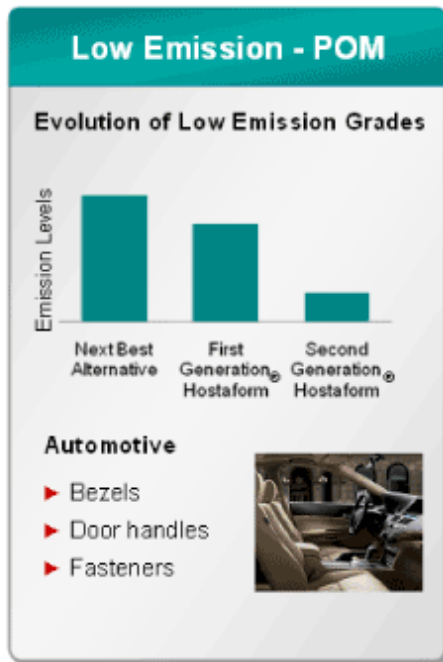 Low Emission - POM
Evolution of Low Emission Grades
Emission Levels
Next Best
Alternative
First
Generation®
Hostaform
Second
Generation®
Hostaform
Automotive
► Bezels
► Door handles
► Fasteners